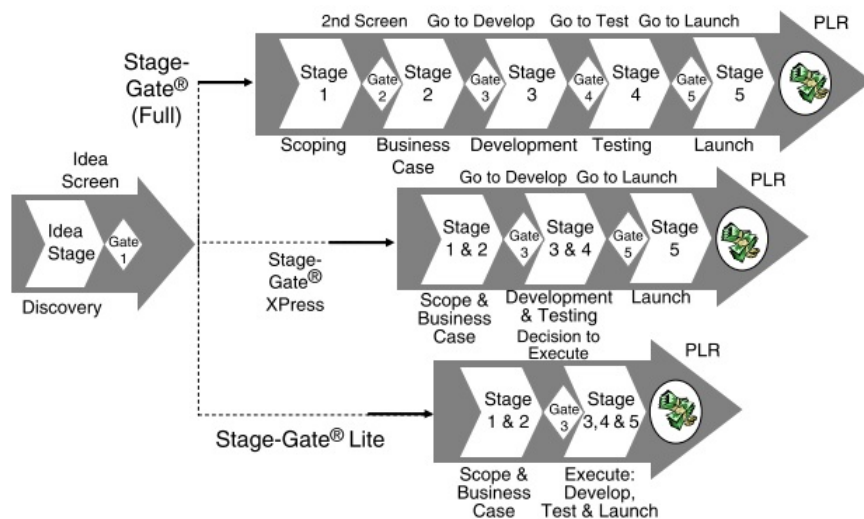 2nd Screen Go to Develop Go to Test Go to Launch
PLR
Stage-
Gate®
(Full)
Stage
1
Gate
2
Stage
2
Gate
3
Stage
3
Gate
4
Stage
4
Gate
5
Stage
5
Scoping
Business
Case
Development
Testing
Launch
Idea
Screen
Idea
Stage
Gate
1
Discovery
Go to Develop Go to Launch
PLR
Stage-
Gate®
XPress
Stage
1 & 2
Gate
3
Stage
3 & 4
Gate
5
Stage
5
Scope &
Business
Case
Development
& Testing
Launch
Decision to
Execute
PLR
Stage-Gate® Lite
Stage
1 & 2
Gate
3
Stage
3, 4 & 5
Scope &
Business
Case
Execute:
Develop,
Test & Launch